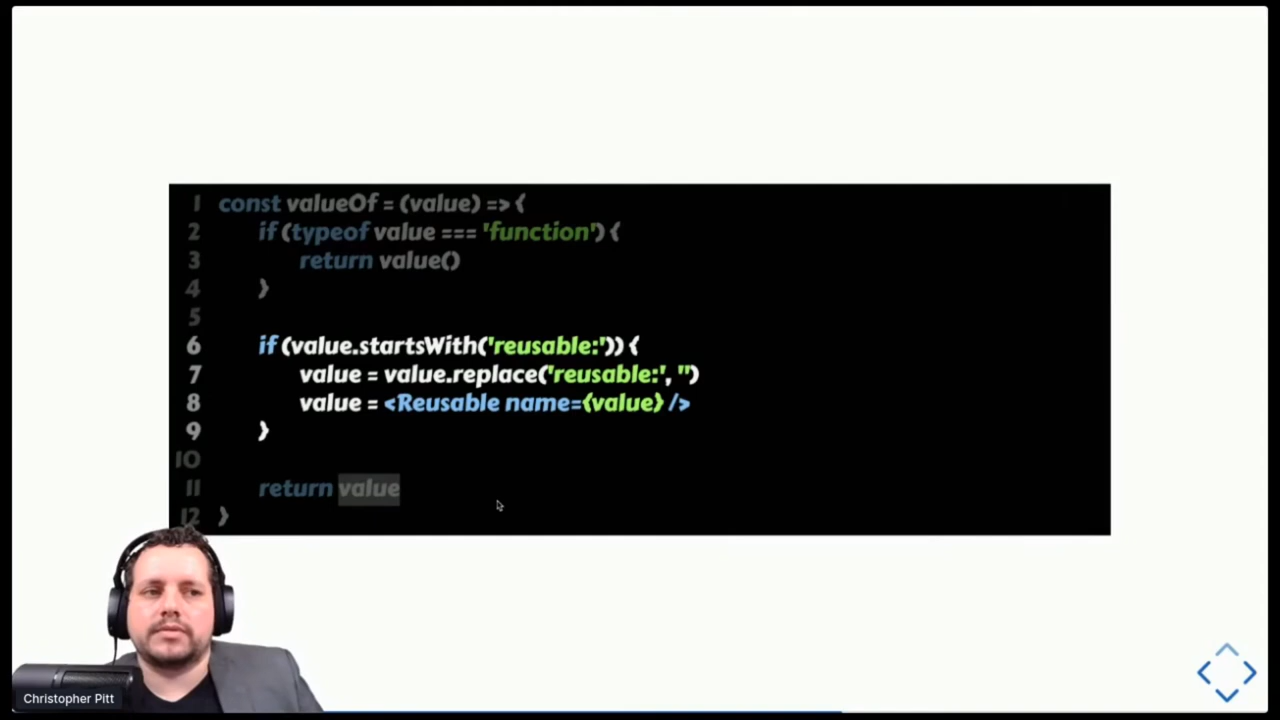 1 const valueOf = (value) => {
2 if (typeof value === 'function') {
3 return value()
4 }
5
6 if (value.startsWith('reusable:')) {
7 value = value.replace('reusable:', '')
8 value = <Reusable name={value} />
9 }
10
11 return value
12 }
Christopher Pitt